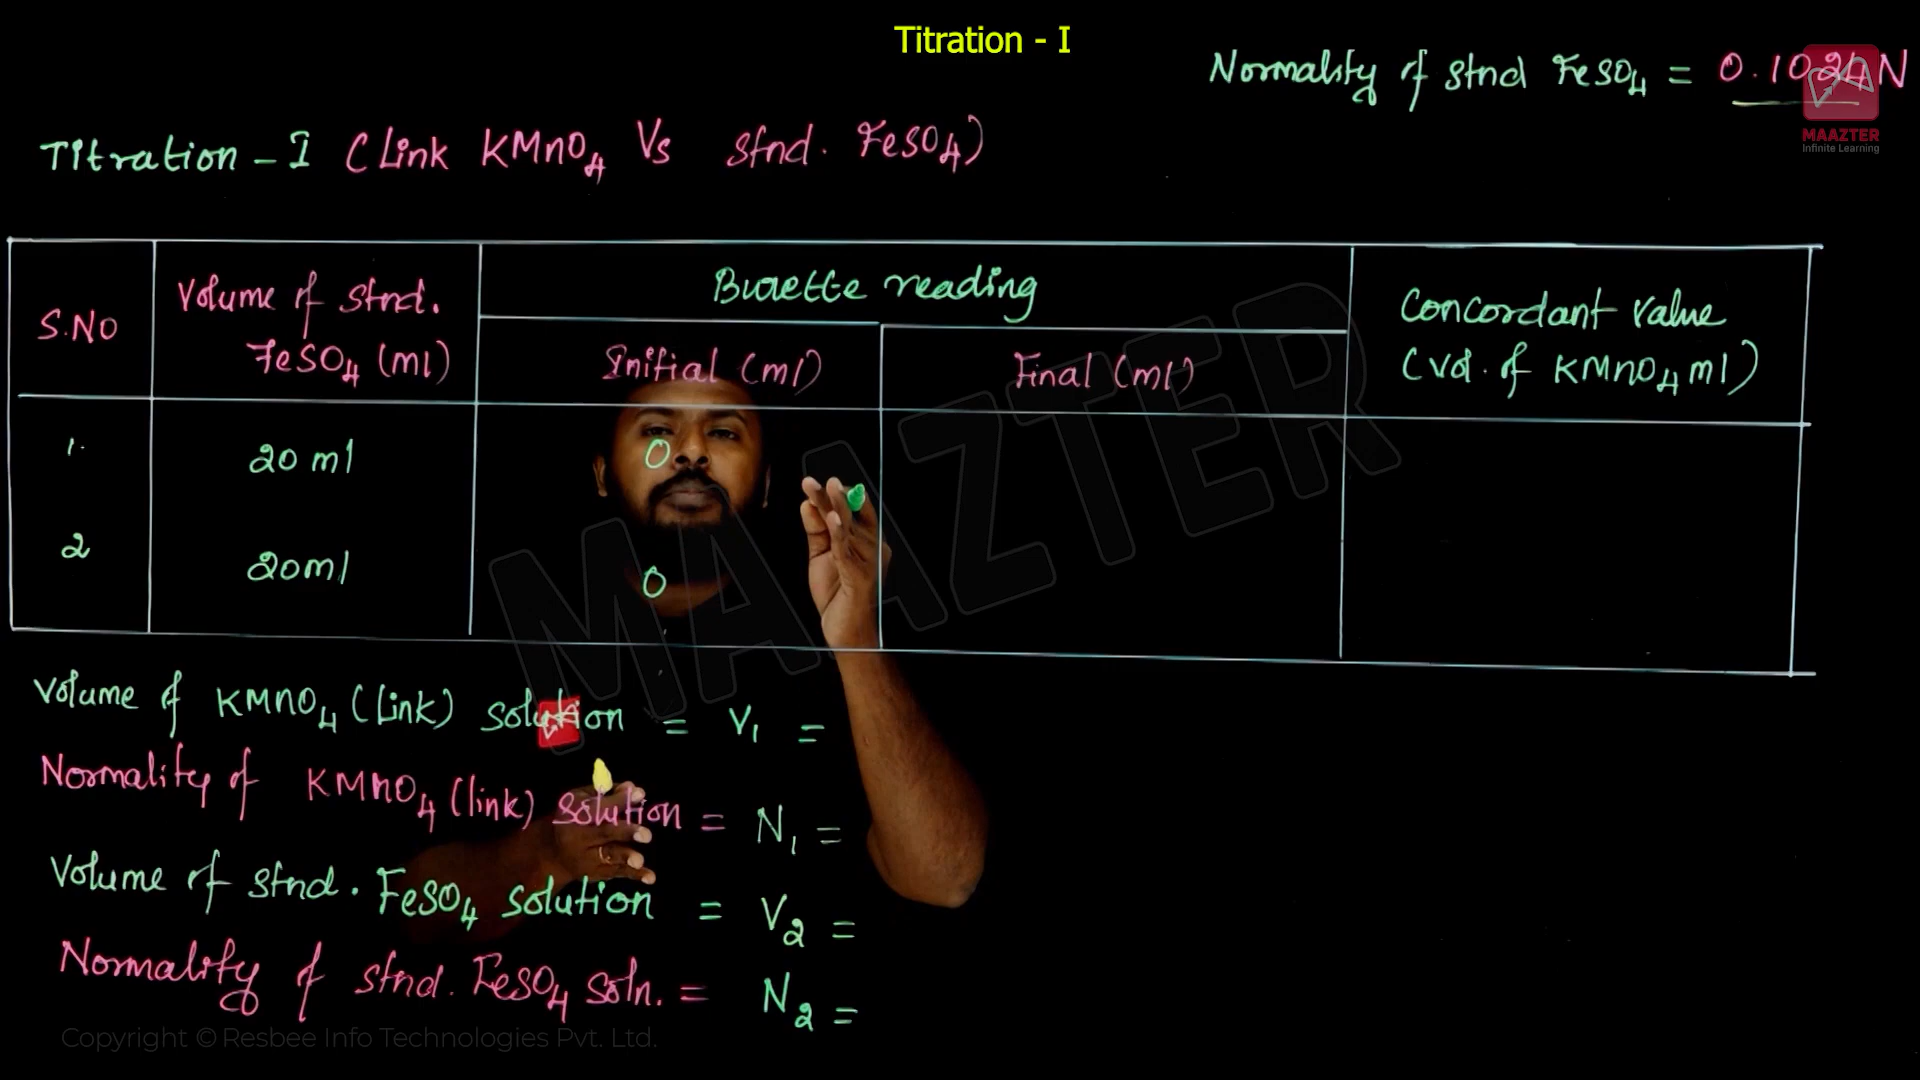 Titration - I
Normality of stnd FeSO4 = 0.1024 N
MAAZTER
Infinite Learning
Titration - I (Link KMnO4 Vs stnd. FeSO4)
S.NO
Volume of stnd. FeSO4 (ml)
Burette reading
Initial (ml)
Final (ml)
Concordant value
(Vol. of KMnO4 ml)
1. 20 ml 0
2 20ml 0
MAAZTER
Volume of KMnO4 (Link) solution = V1 =
Normality of KMnO4 (link) solution = N1 =
Volume of stnd. FeSO4 solution = V2 =
Normality of stnd. FeSO4 soln. = N2 =
Copyright © Resbee Info Technologies Pvt. Ltd.